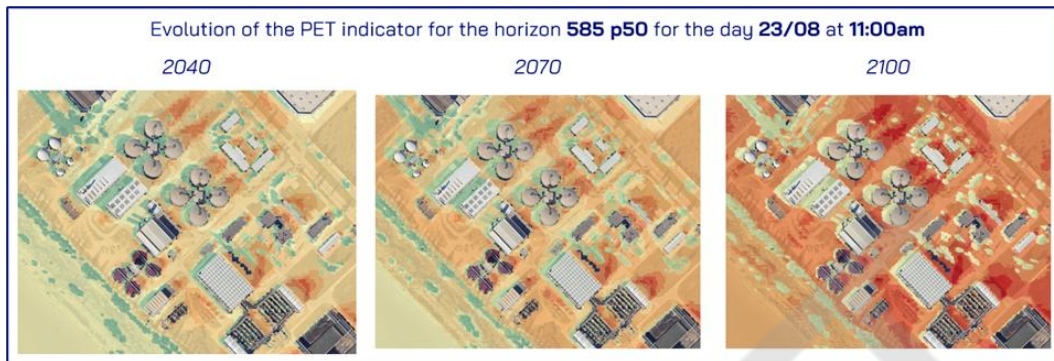 Evolution of the PET indicator for the horizon 585 p50 for the day 23/08 at 11:00am
2040
2070
2100